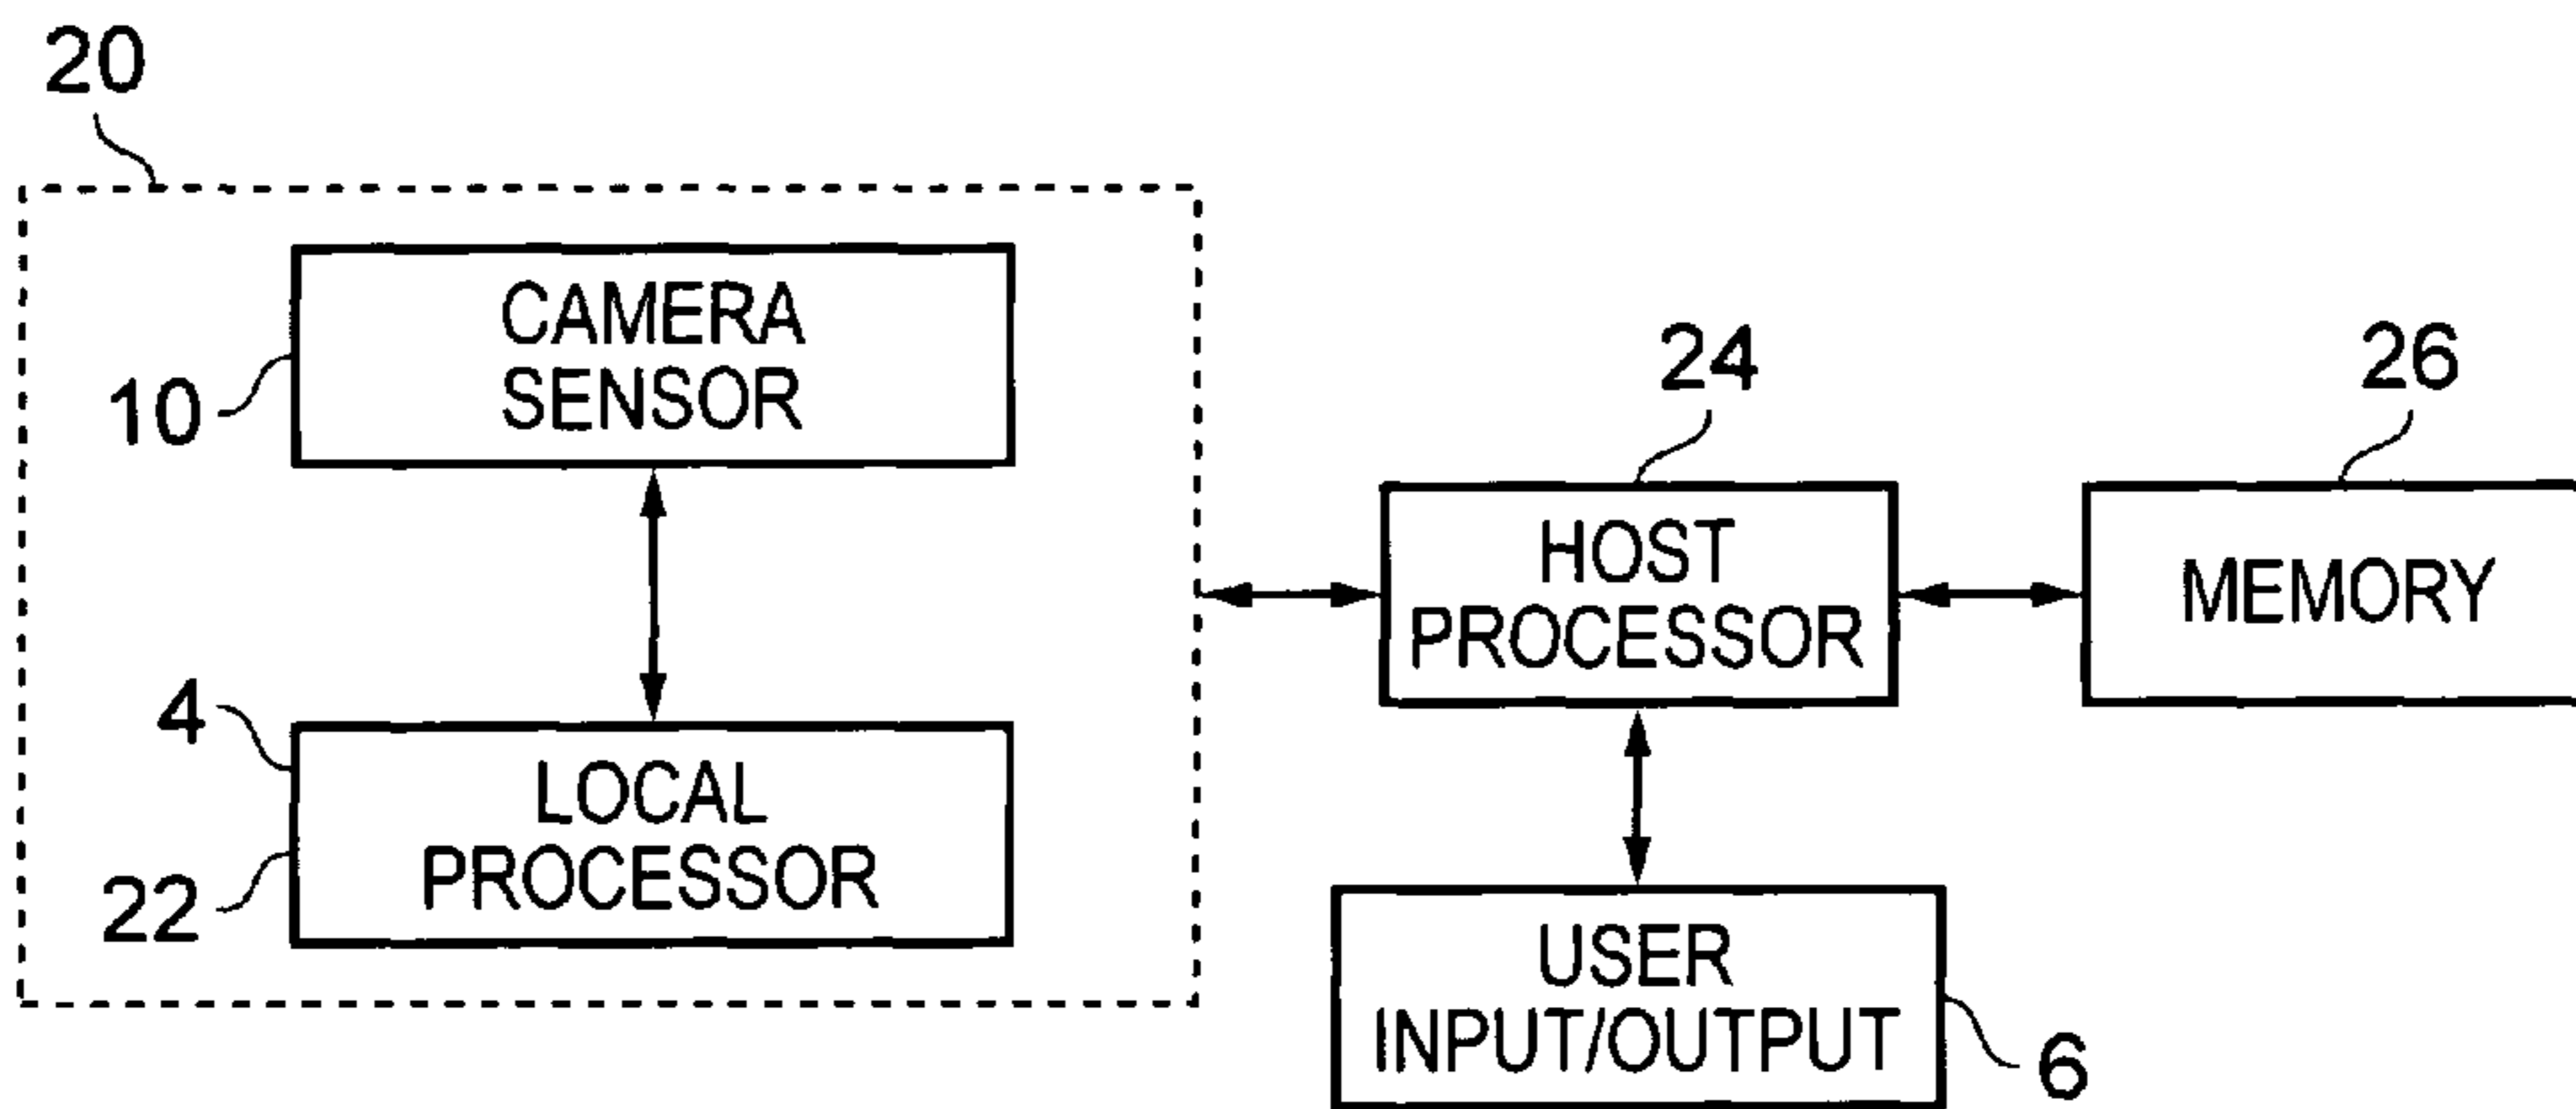 20
CAMERA
SENSOR
10
24
26
HOST
PROCESSOR
MEMORY
4
LOCAL
PROCESSOR
22
USER
INPUT/OUTPUT
6